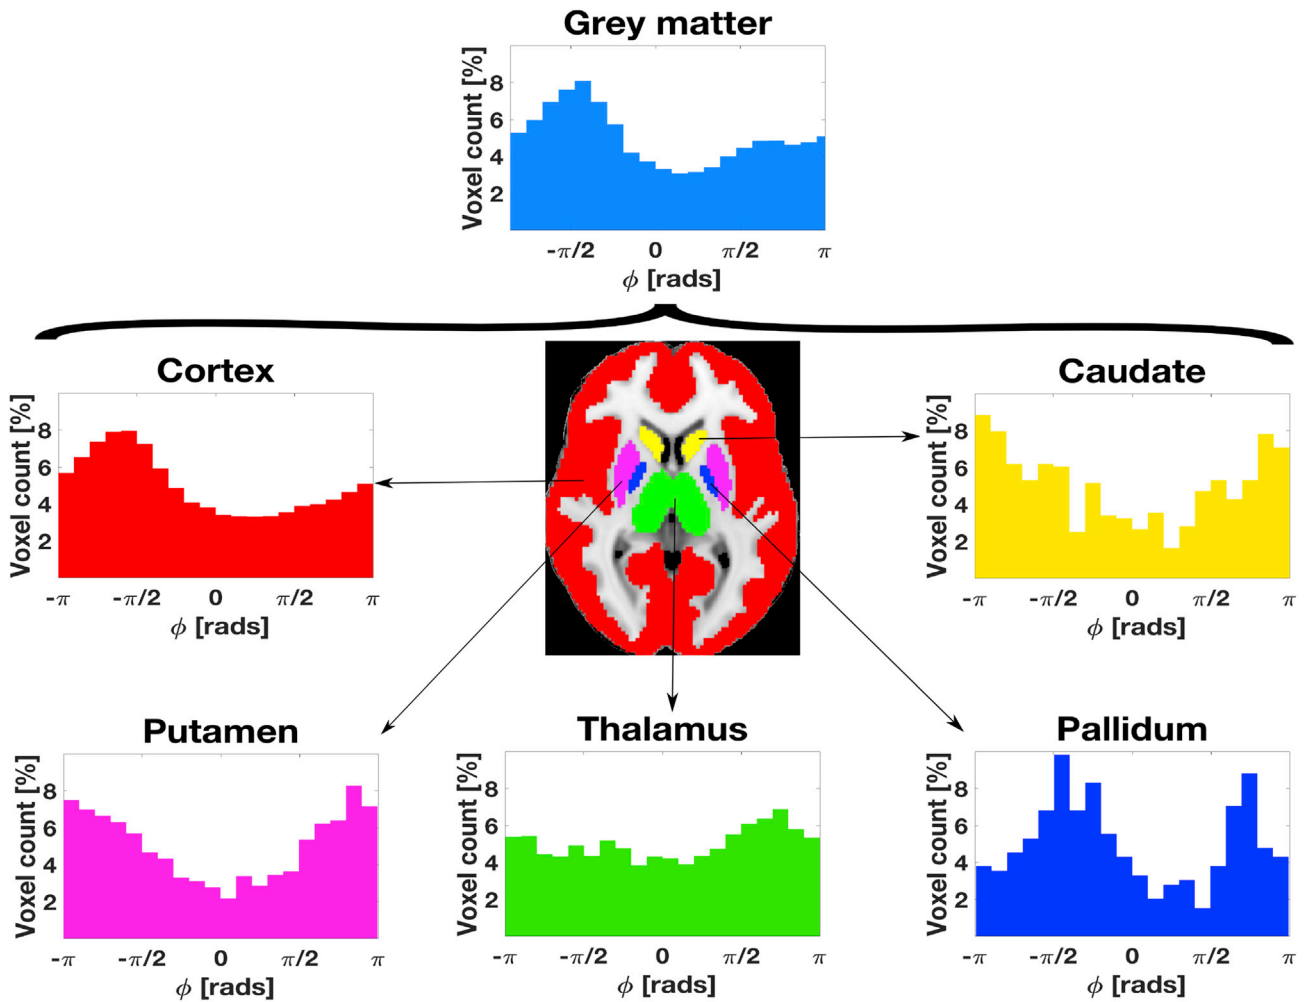 Grey matter
Voxel count [%]
8
6
4
2
-π/2 0 π/2 π
ϕ [rads]
Cortex
Voxel count [%]
8
6
4
2
-π -π/2 0 π/2 π
ϕ [rads]
Caudate
Voxel count [%]
8
6
4
2
-π -π/2 0 π/2 π
ϕ [rads]
Putamen
Voxel count [%]
8
6
4
2
-π -π/2 0 π/2 π
ϕ [rads]
Thalamus
Voxel count [%]
8
6
4
2
-π -π/2 0 π/2 π
ϕ [rads]
Pallidum
Voxel count [%]
8
6
4
2
-π -π/2 0 π/2 π
ϕ [rads]